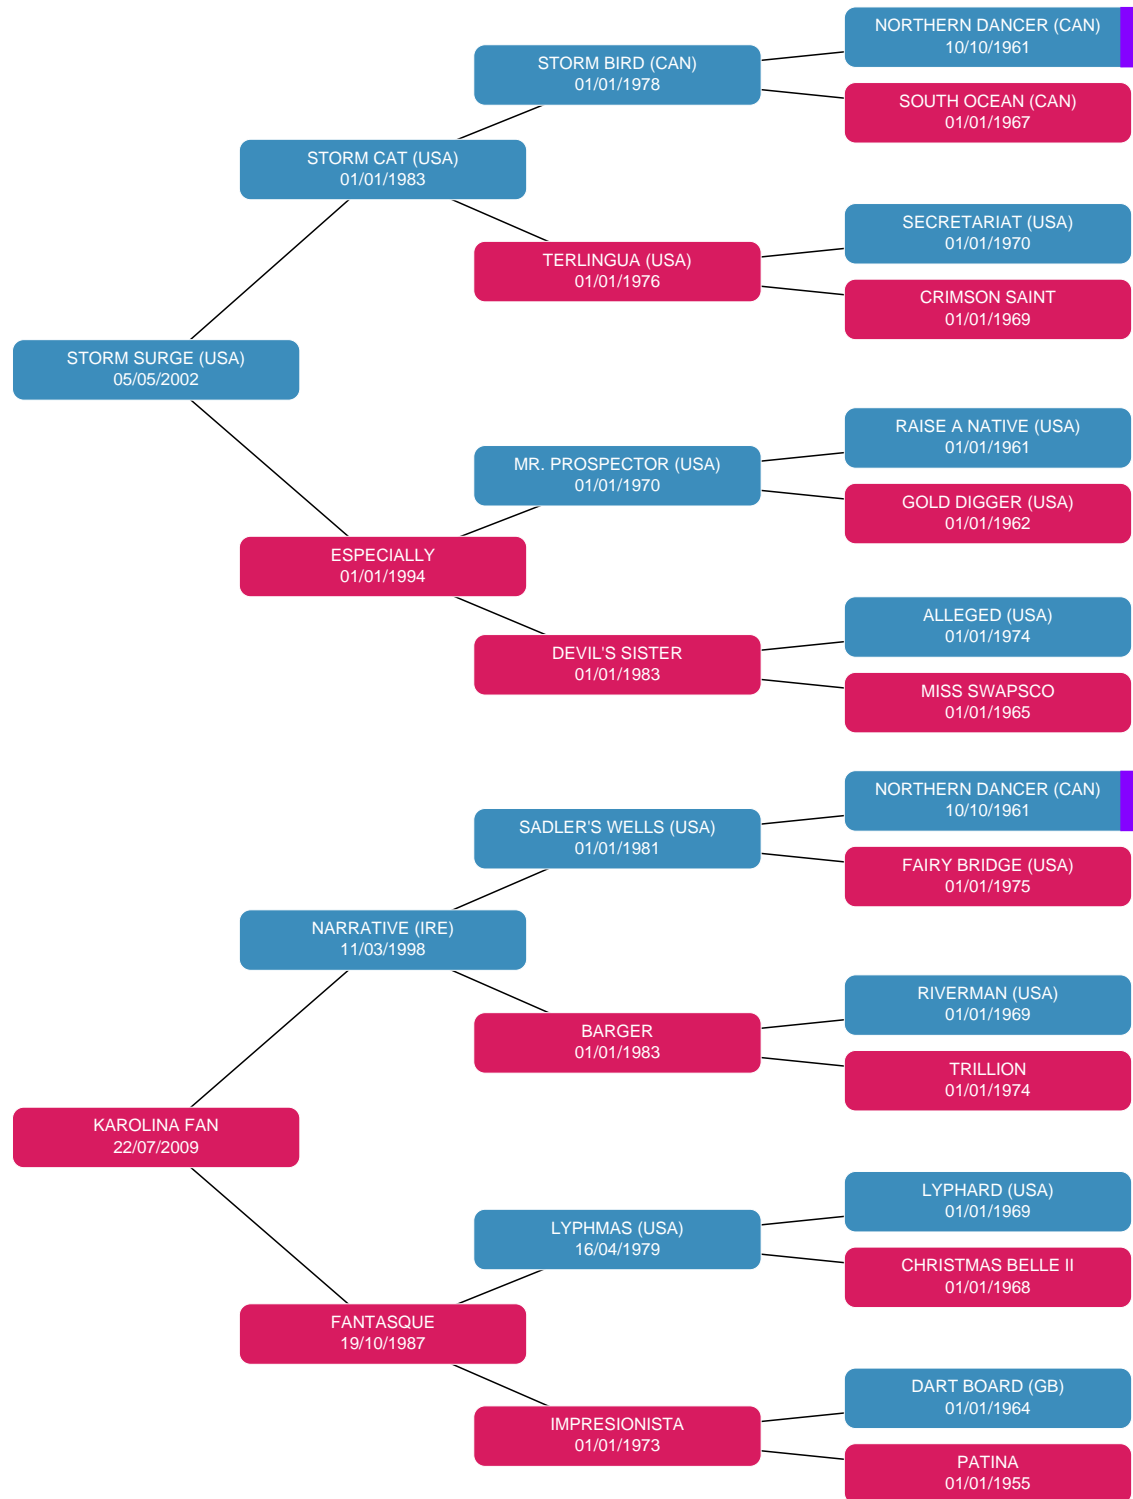 NORTHERN DANCER (CAN)
10/10/1961
STORM BIRD (CAN)
01/01/1978
SOUTH OCEAN (CAN)
01/01/1967
STORM CAT (USA)
01/01/1983
SECRETARIAT (USA)
01/01/1970
TERLINGUA (USA)
01/01/1976
CRIMSON SAINT
01/01/1969
STORM SURGE (USA)
05/05/2002
RAISE A NATIVE (USA)
01/01/1961
MR. PROSPECTOR (USA)
01/01/1970
GOLD DIGGER (USA)
01/01/1962
ESPECIALLY
01/01/1994
ALLEGED (USA)
01/01/1974
DEVIL'S SISTER
01/01/1983
MISS SWAPSCO
01/01/1965
NORTHERN DANCER (CAN)
10/10/1961
SADLER'S WELLS (USA)
01/01/1981
FAIRY BRIDGE (USA)
01/01/1975
NARRATIVE (IRE)
11/03/1998
RIVERMAN (USA)
01/01/1969
BARGER
01/01/1983
TRILLION
01/01/1974
KAROLINA FAN
22/07/2009
LYPHARD (USA)
01/01/1969
LYPHMAS (USA)
16/04/1979
CHRISTMAS BELLE II
01/01/1968
FANTASQUE
19/10/1987
DART BOARD (GB)
01/01/1964
IMPRESIONISTA
01/01/1973
PATINA
01/01/1955